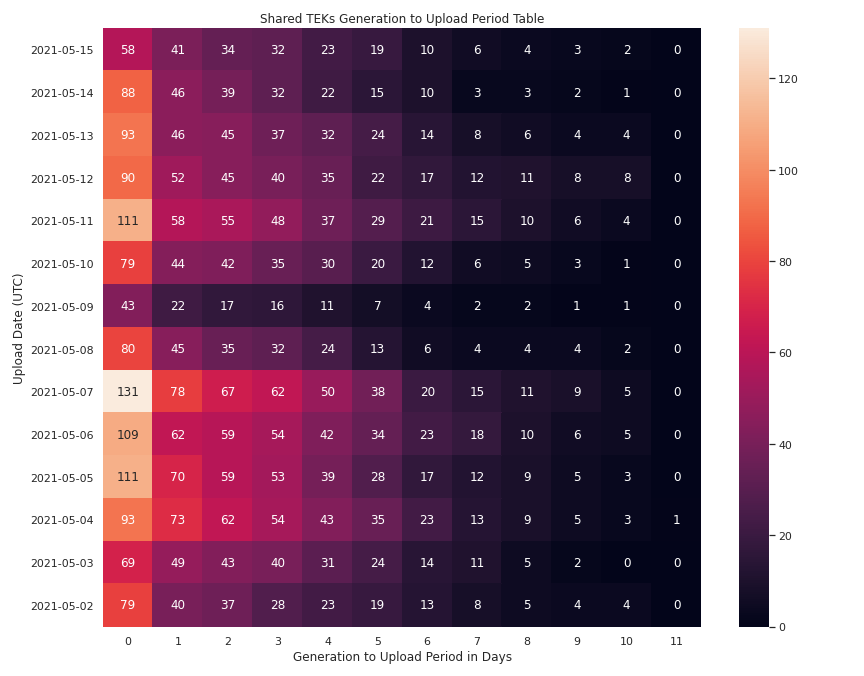 Shared TEKs Generation to Upload Period Table
Upload Date (UTC)
2021-05-15 58 41 34 32 23 19 10 6 4 3 2 0
2021-05-14 88 46 39 32 22 15 10 3 3 2 1 0
2021-05-13 93 46 45 37 32 24 14 8 6 4 4 0
2021-05-12 90 52 45 40 35 22 17 12 11 8 8 0
2021-05-11 111 58 55 48 37 29 21 15 10 6 4 0
2021-05-10 79 44 42 35 30 20 12 6 5 3 1 0
2021-05-09 43 22 17 16 11 7 4 2 2 1 1 0
2021-05-08 80 45 35 32 24 13 6 4 4 4 2 0
2021-05-07 131 78 67 62 50 38 20 15 11 9 5 0
2021-05-06 109 62 59 54 42 34 23 18 10 6 5 0
2021-05-05 111 70 59 53 39 28 17 12 9 5 3 0
2021-05-04 93 73 62 54 43 35 23 13 9 5 3 1
2021-05-03 69 49 43 40 31 24 14 11 5 2 0 0
2021-05-02 79 40 37 28 23 19 13 8 5 4 4 0
0 1 2 3 4 5 6 7 8 9 10 11
Generation to Upload Period in Days
120
100
80
60
40
20
0